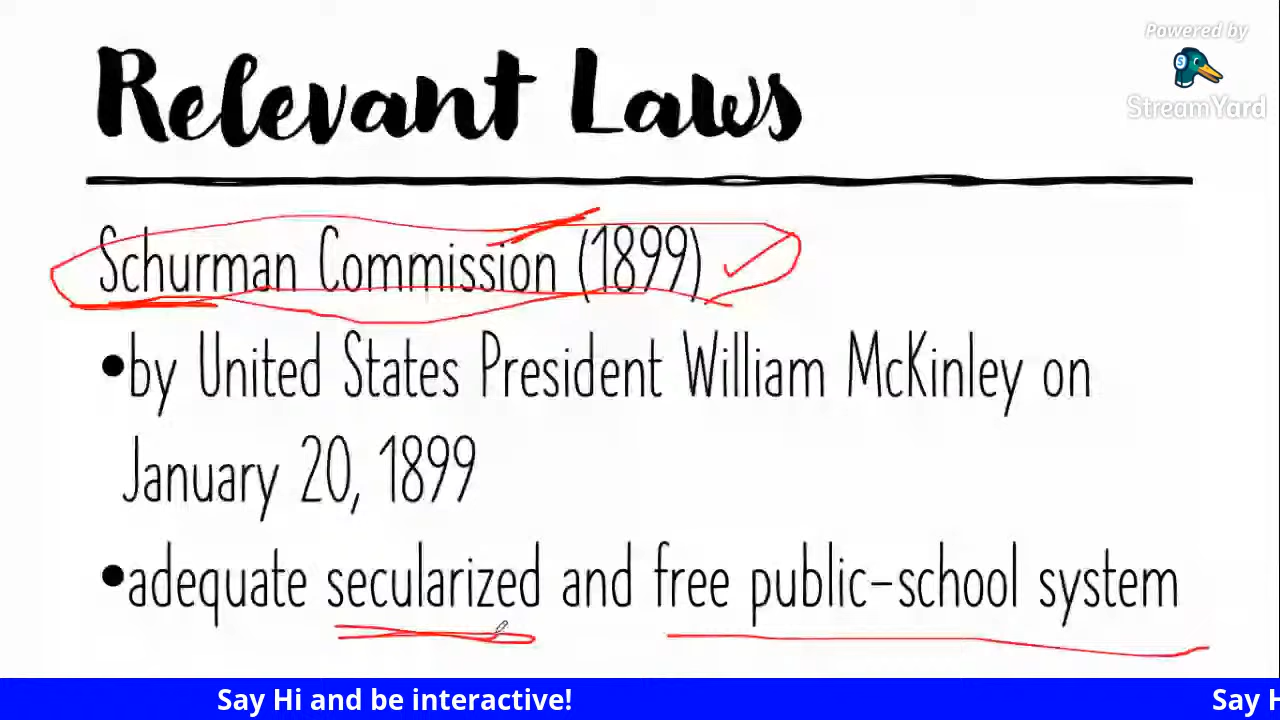 Powered by
StreamYard
Relevant Laws
Schurman Commission (1899)
•by United States President William McKinley on
January 20, 1899
•adequate secularized and free public-school system
Say Hi and be interactive! Say H